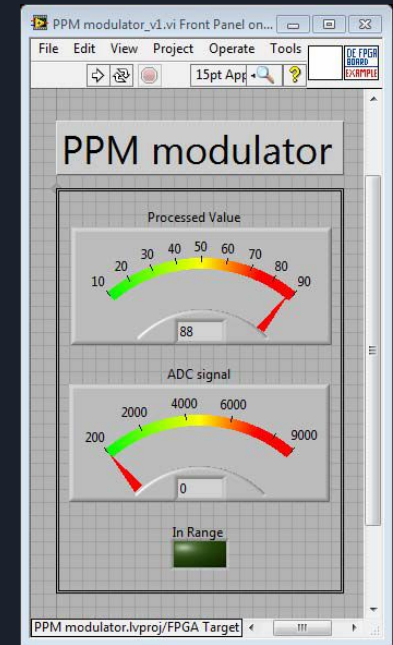 PPM modulator_v1.vi Front Panel on...
File Edit View Project Operate Tools
15pt App
DE FPGA
BOARD
EXAMPLE
PPM modulator
Processed Value
10 20 30 40 50 60 70 80 90
88
ADC signal
200 2000 4000 6000 9000
0
In Range
PPM modulator.lvproj/FPGA Target